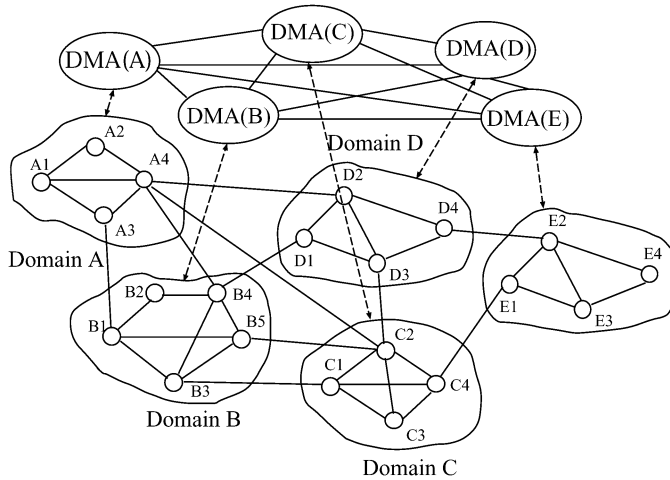 DMA(C)
DMA(D)
DMA(A)
DMA(B)
DMA(E)
Domain D
A2
A1
A4
A3
D2
D4
D1
D3
E2
E4
E1
E3
Domain A
B2
B4
B1
B5
B3
C2
C1
C4
C3
Domain B
Domain C